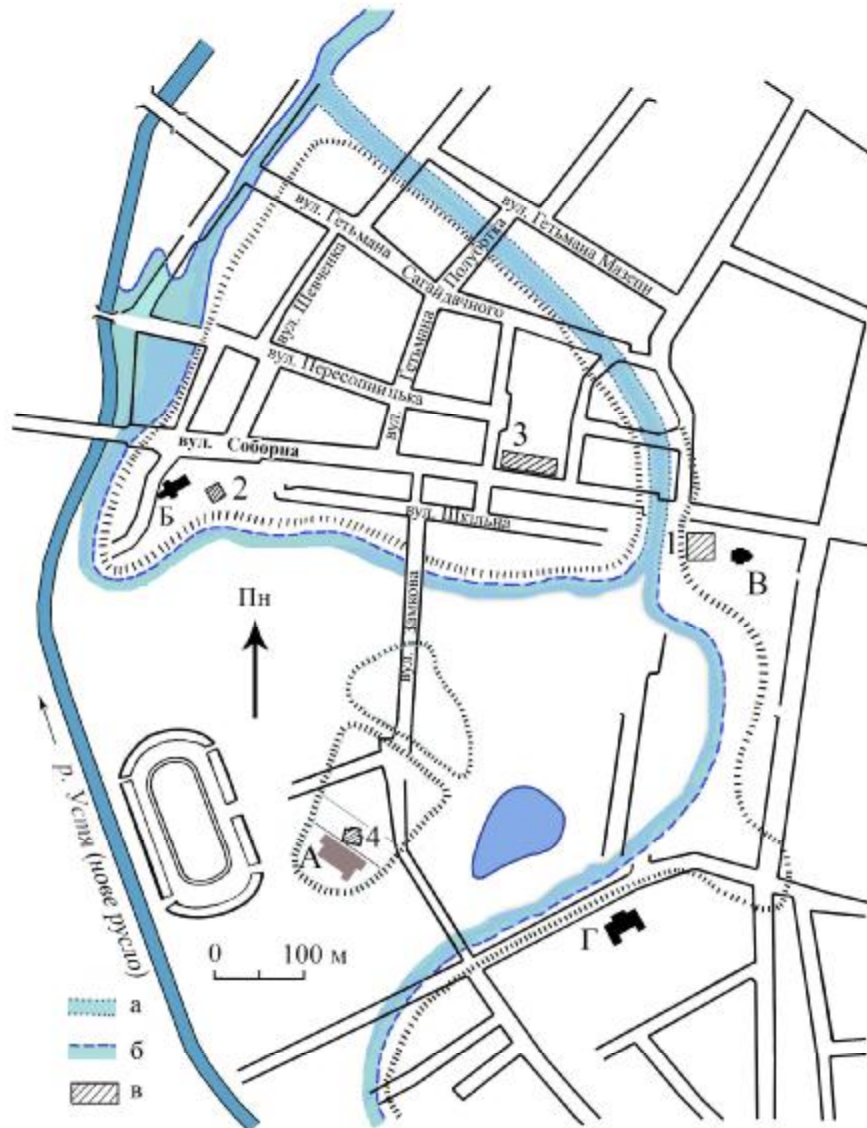 вул. Гетьмана
Сагайдачного
вул. Гетьмана Мазепи
Полуботка
Гетьмана
вул.
вул. Шевченка
вул. Пересопницька
вул. Соборна
3
Б
2
вул. Шкільна
1
В
Пн
вул. Замкова
р. Устя (нове русло)
4
А
Г
0 100 м
а
б
в